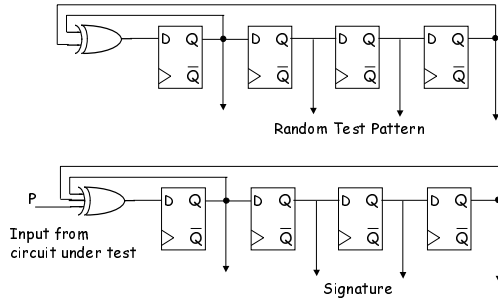 D Q D Q D Q D Q
Q Q Q Q
Random Test Pattern
P
D Q D Q D Q D Q
Input from
circuit under test
Q Q Q Q
Signature